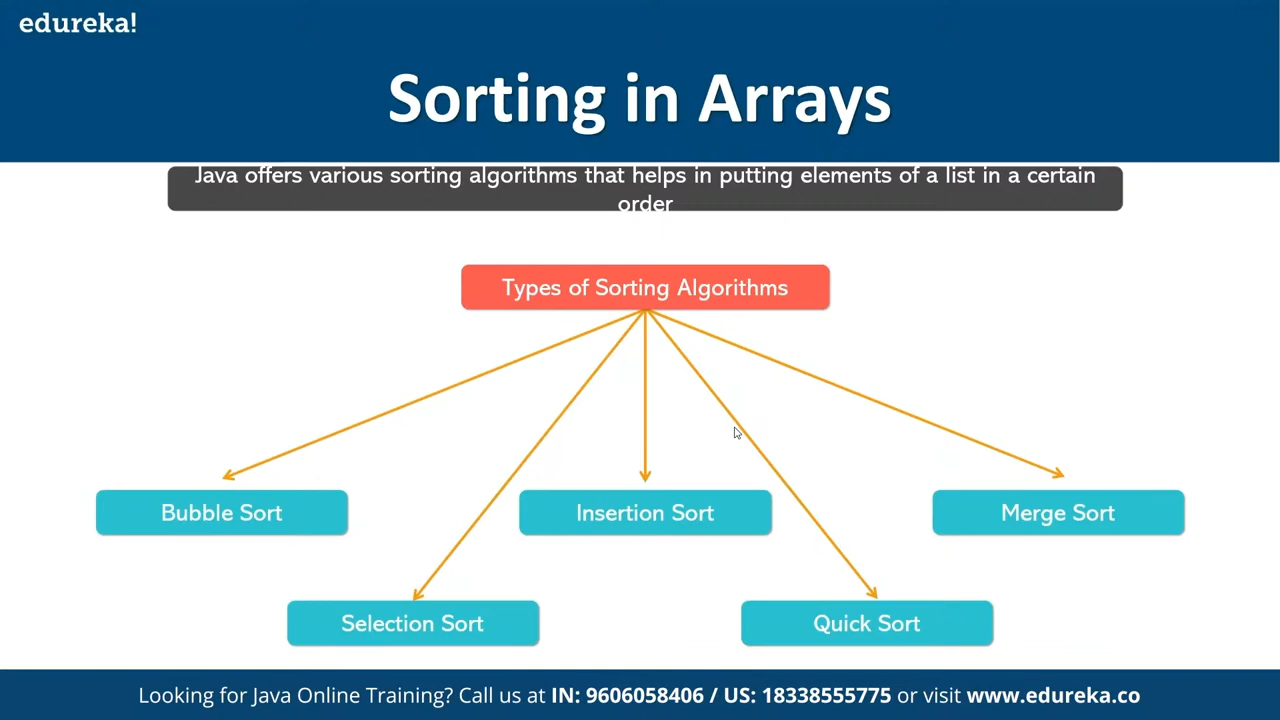 edureka!
Sorting in Arrays
Java offers various sorting algorithms that helps in putting elements of a list in a certain
order
Types of Sorting Algorithms
Bubble Sort
Insertion Sort
Merge Sort
Selection Sort
Quick Sort
Looking for Java Online Training? Call us at IN: 9606058406 / US: 18338555775 or visit www.edureka.co